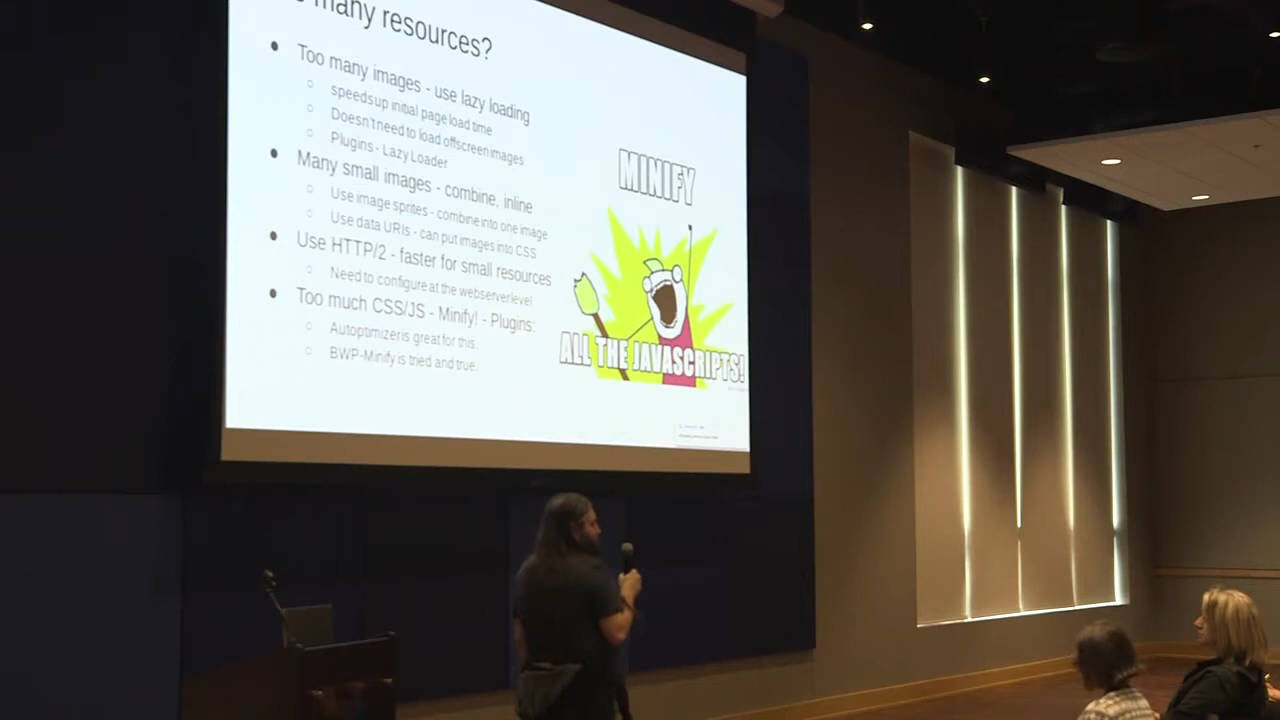 many resources?
Too many images - use lazy loading
speeds up initial page load time
Doesn't need to load offscreen images
Plugins - Lazy Loader
Many small images - combine, inline
Use image sprites - combine into one image
Use data URIs - can put images into CSS
Use HTTP/2 - faster for small resources
Need to configure at the webserver level
Too much CSS/JS - Minify! - Plugins:
Autoptimizer is great for this.
BWP-Minify is tried and true.
MINIFY
ALL THE JAVASCRIPTS!